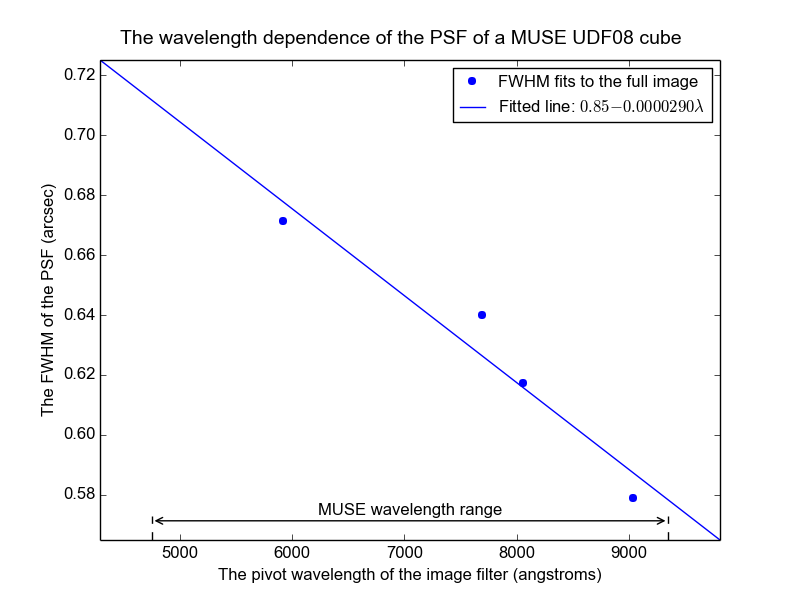 The wavelength dependence of the PSF of a MUSE UDF08 cube
FWHM fits to the full image
Fitted line: 0.85−0.0000290λ
0.72
0.70
0.68
0.66
0.64
0.62
0.60
0.58
The FWHM of the PSF (arcsec)
MUSE wavelength range
5000 6000 7000 8000 9000
The pivot wavelength of the image filter (angstroms)